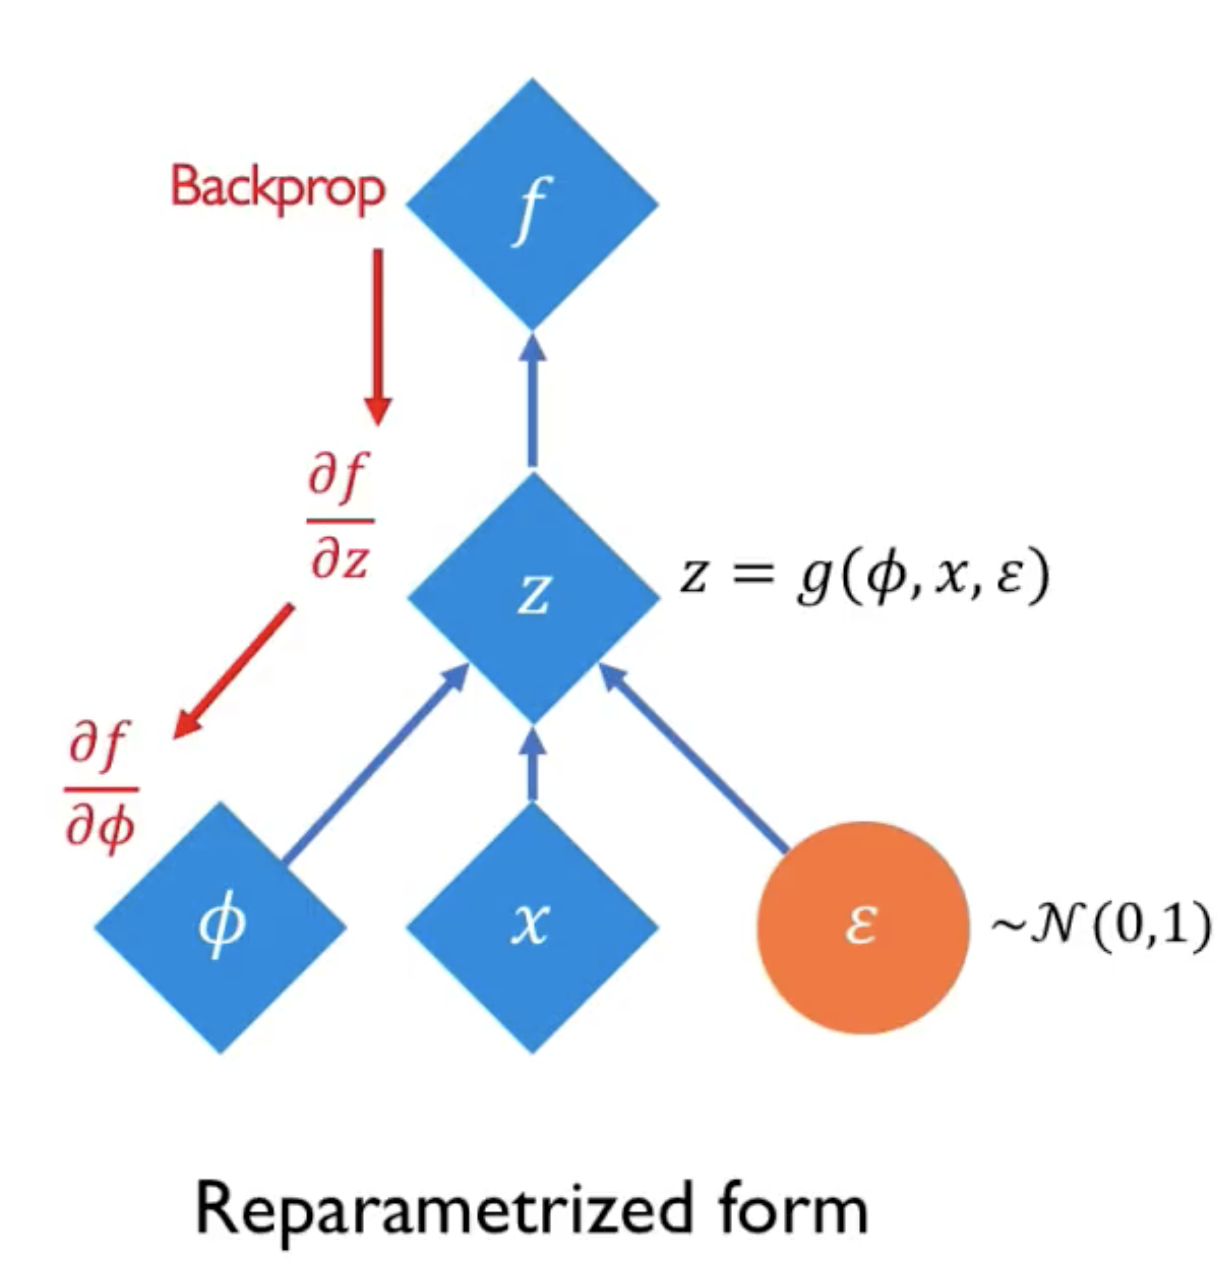 Backprop
f
∂f
∂z
z
z = g(ϕ, x, ε)
∂f
∂ϕ
ϕ
x
ε
~𝒩(0,1)
Reparametrized form